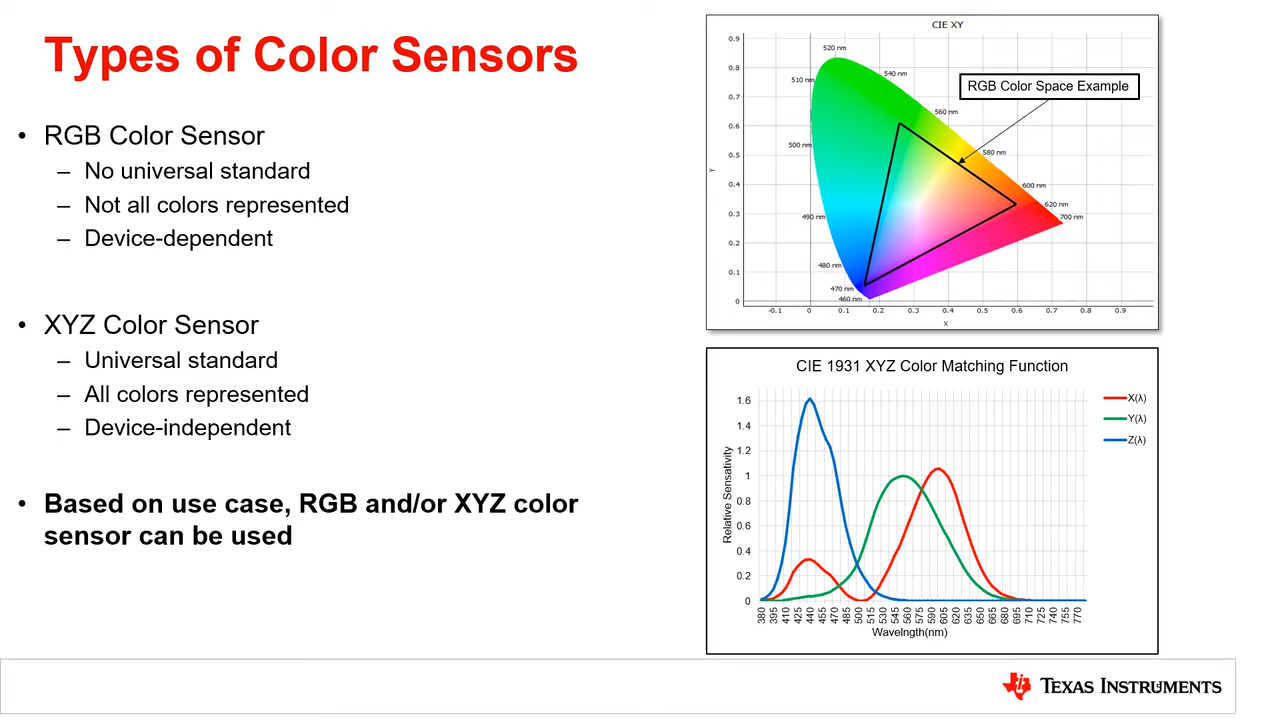 Types of Color Sensors
• RGB Color Sensor
– No universal standard
– Not all colors represented
– Device-dependent
• XYZ Color Sensor
– Universal standard
– All colors represented
– Device-independent
• Based on use case, RGB and/or XYZ color
sensor can be used
CIE XY
RGB Color Space Example
0.9
0.8
0.7
0.6
0.5
0.4
0.3
0.2
0.1
0
Y
520 nm
540 nm
510 nm
560 nm
500 nm
580 nm
600 nm
620 nm
490 nm
700 nm
480 nm
470 nm
460 nm
-0.1 0 0.1 0.2 0.3 0.4 0.5 0.6 0.7 0.8 0.9
X
CIE 1931 XYZ Color Matching Function
X(λ)
Y(λ)
Z(λ)
Relative Sensativity
1.6
1.4
1.2
1
0.8
0.6
0.4
0.2
0
380 395 410 425 440 455 470 485 500 515 530 545 560 575 590 605 620 635 650 665 680 695 710 725 740 755 770
Wavelngth(nm)
TEXAS INSTRUMENTS